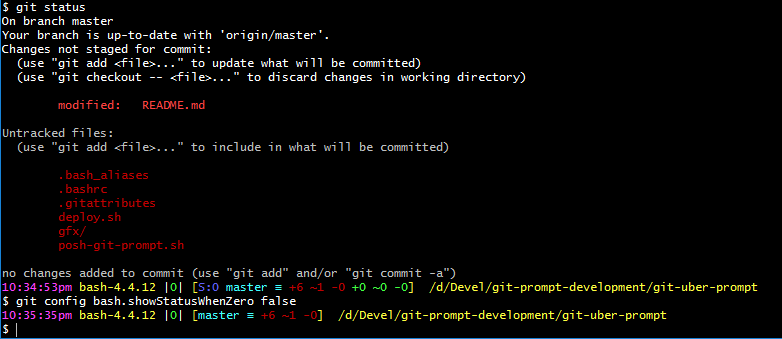 $ git status
On branch master
Your branch is up-to-date with 'origin/master'.
Changes not staged for commit:
  (use "git add <file>..." to update what will be committed)
  (use "git checkout -- <file>..." to discard changes in working directory)
        modified:   README.md
Untracked files:
  (use "git add <file>..." to include in what will be committed)
        .bash_aliases
        .bashrc
        .gitattributes
        deploy.sh
        gfx/
        posh-git-prompt.sh
no changes added to commit (use "git add" and/or "git commit -a")
10:34:53pm bash-4.4.12 |0| [S:0 master ≡ +6 ~1 -0 +0 ~0 -0]  /d/Devel/git-prompt-development/git-uber-prompt
$ git config bash.showStatusWhenZero false
10:35:35pm bash-4.4.12 |0| [master ≡ +6 ~1 -0]  /d/Devel/git-prompt-development/git-uber-prompt
$